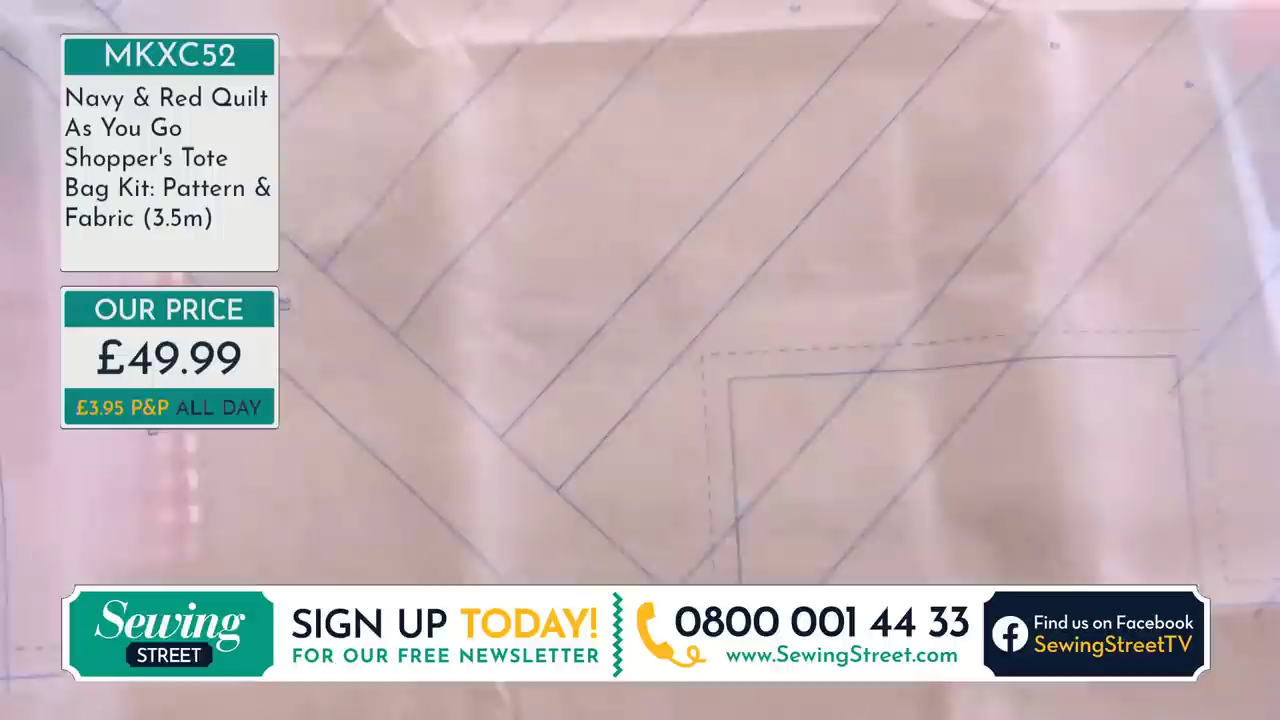 MKXC52
Navy & Red Quilt
As You Go
Shopper's Tote
Bag Kit: Pattern &
Fabric (3.5m)
OUR PRICE
£49.99
£3.95 P&P ALL DAY
Sewing
STREET
SIGN UP TODAY!
FOR OUR FREE NEWSLETTER
0800 001 44 33
www.SewingStreet.com
Find us on Facebook
SewingStreetTV